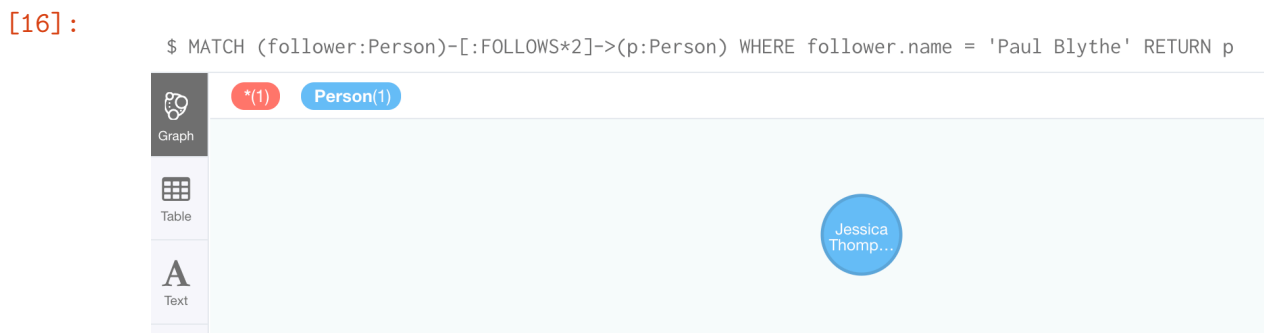 [16]:
$ MATCH (follower:Person)-[:FOLLOWS*2]->(p:Person) WHERE follower.name = 'Paul Blythe' RETURN p
*(1) Person(1)
Graph
Table
Jessica
Thomp...
A
Text